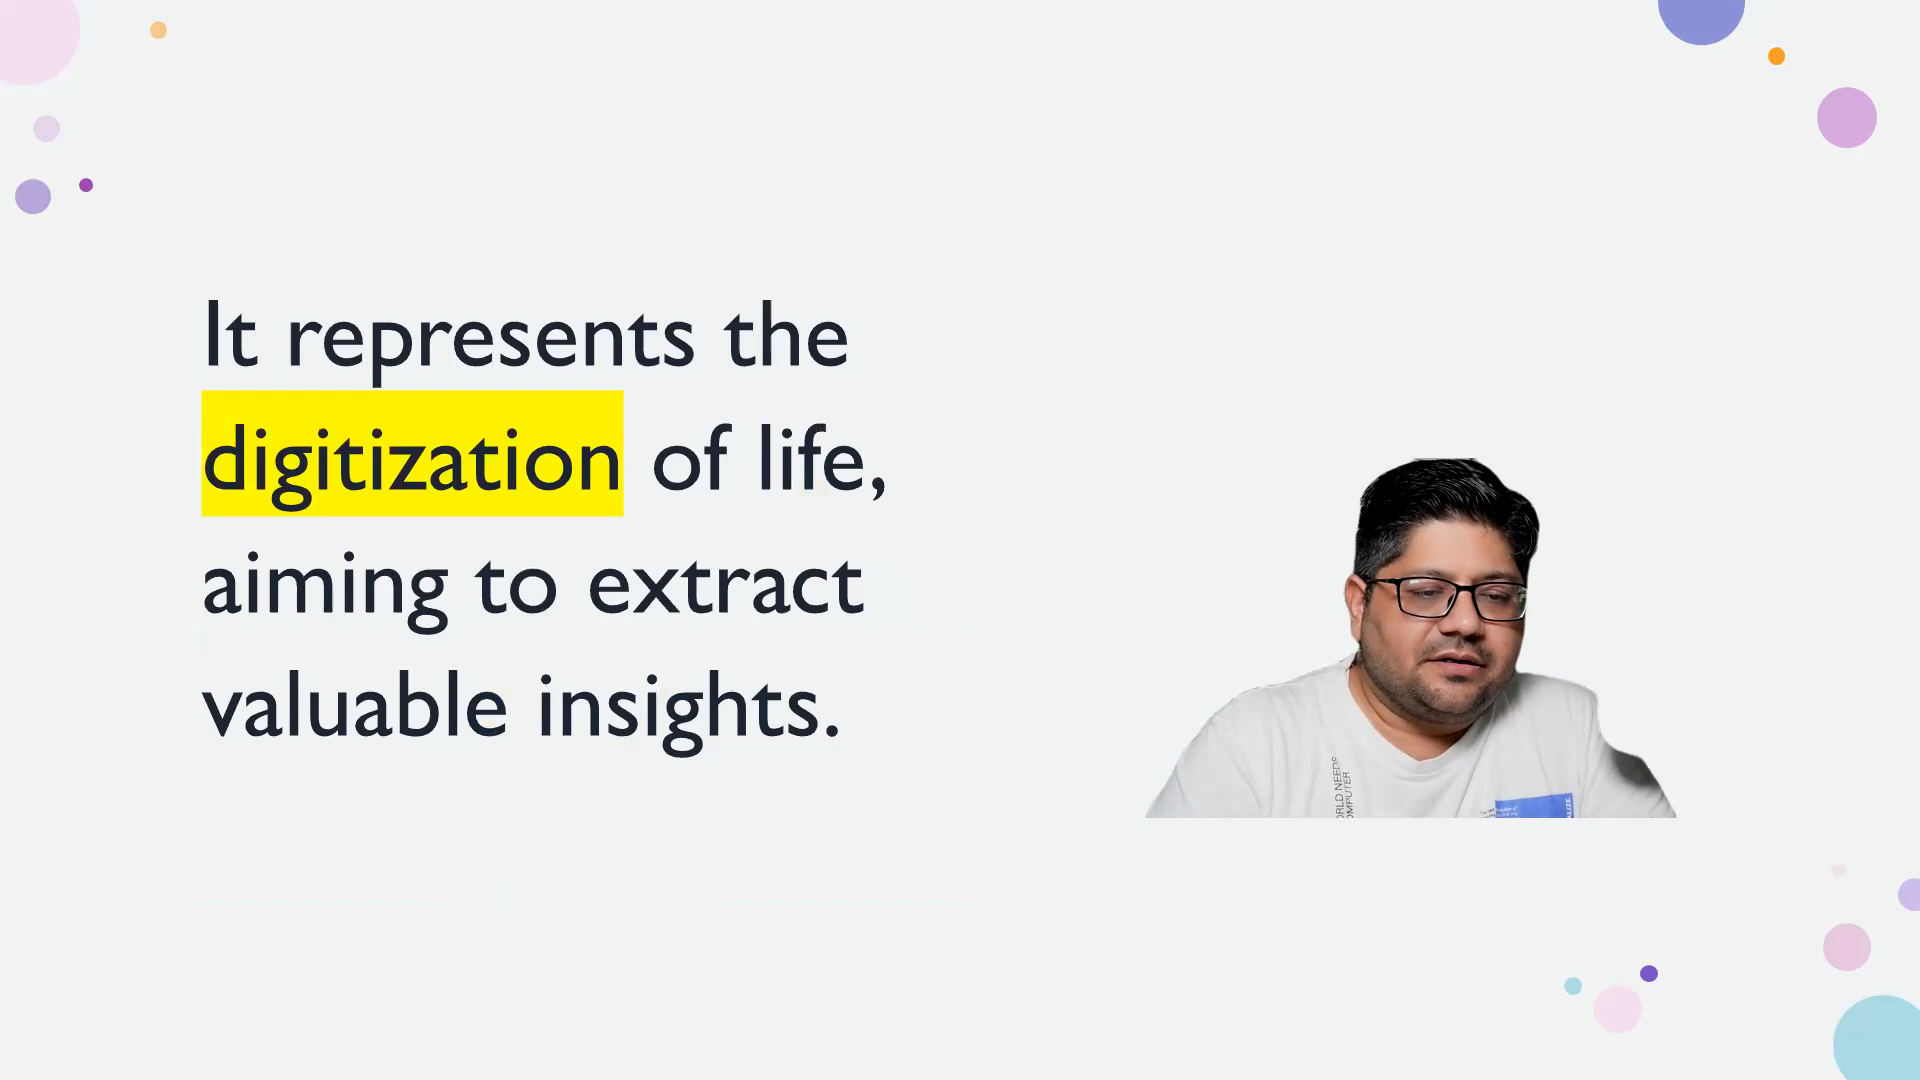 It represents the
digitization of life,
aiming to extract
valuable insights.